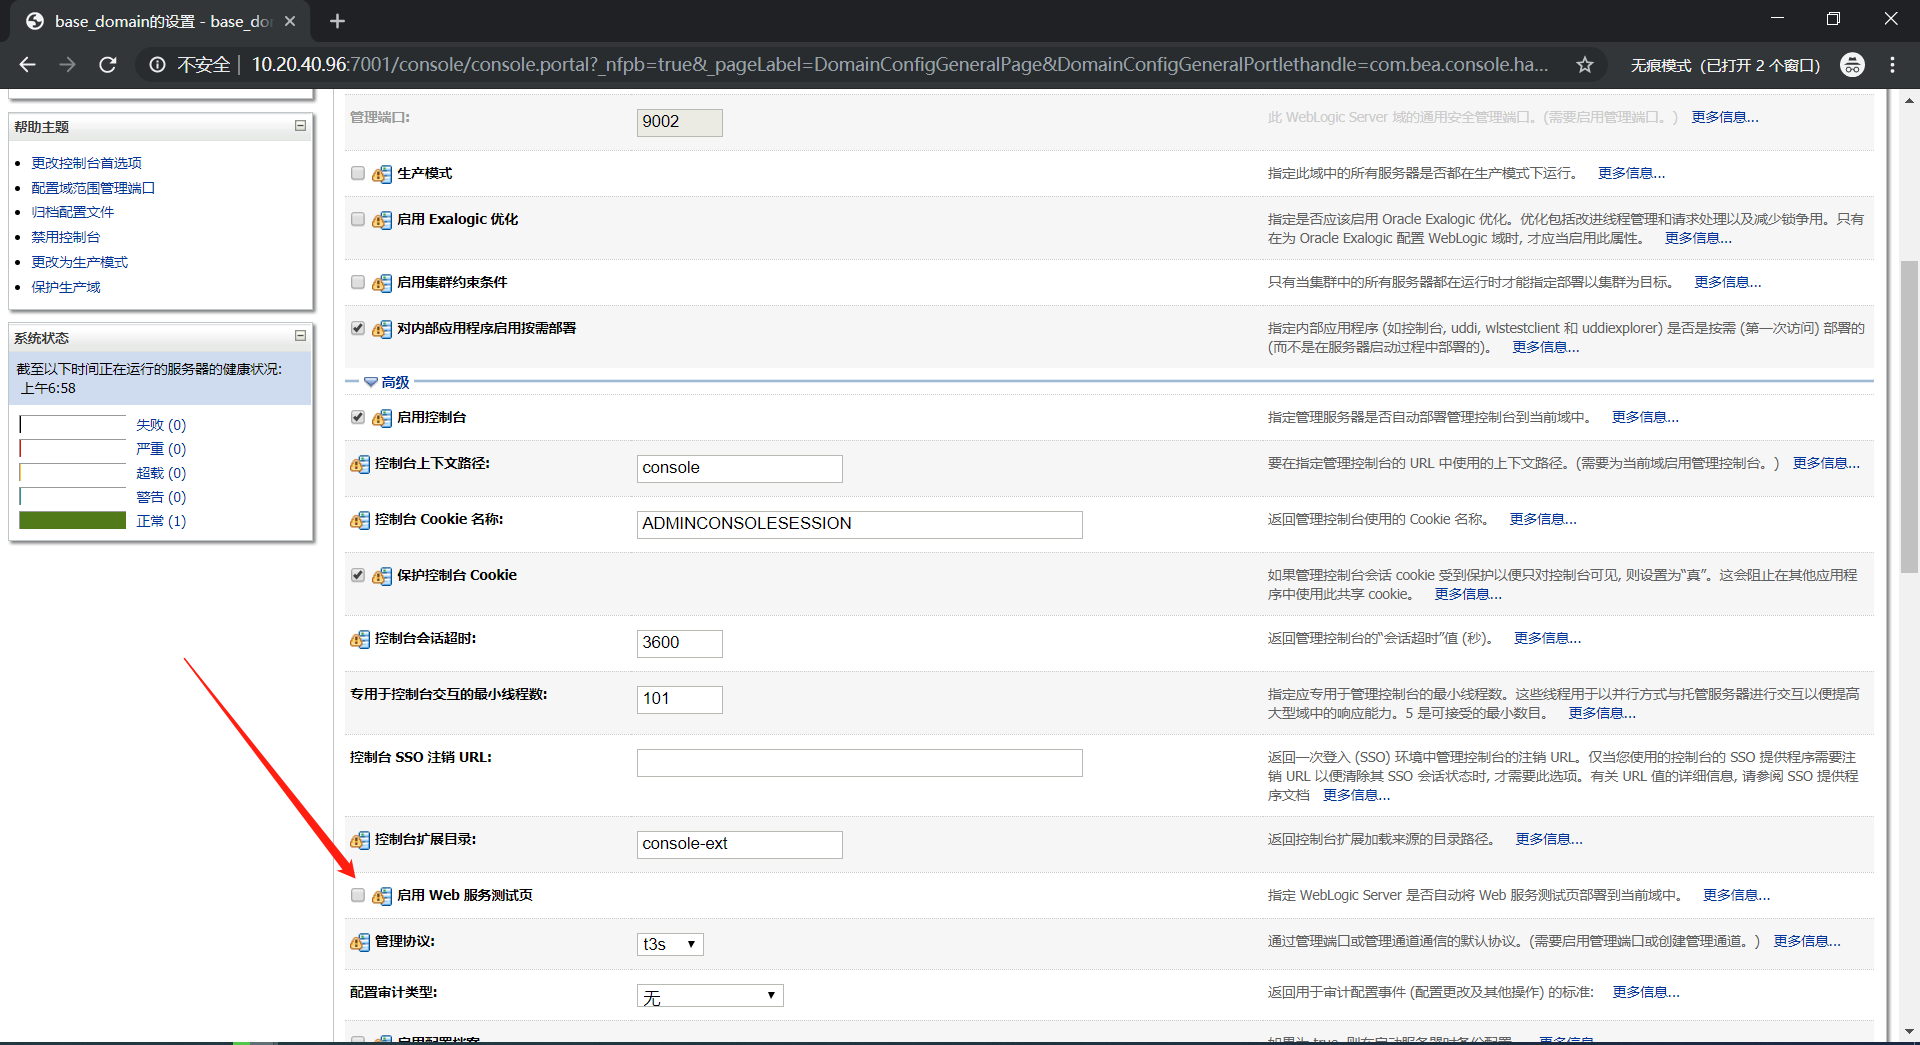 base_domain的设置 - base_do
不安全 | 10.20.40.96:7001/console/console.portal?_nfpb=true&_pageLabel=DomainConfigGeneralPage&DomainConfigGeneralPortlethandle=com.bea.console.ha...
无痕模式（已打开 2 个窗口）
帮助主题
更改控制台首选项
配置域范围管理端口
归档配置文件
禁用控制台
更改为生产模式
保护生产域
系统状态
截至以下时间正在运行的服务器的健康状况:
上午6:58
失败 (0)
严重 (0)
超载 (0)
警告 (0)
正常 (1)
管理端口: 9002 此 WebLogic Server 域的通用安全管理端口。(需要启用管理端口。) 更多信息...
生产模式 指定此域中的所有服务器是否都在生产模式下运行。 更多信息...
启用 Exalogic 优化 指定是否应该启用 Oracle Exalogic 优化。优化包括改进线程管理和请求处理以及减少锁争用。只有
在为 Oracle Exalogic 配置 WebLogic 域时, 才应当启用此属性。 更多信息...
启用集群约束条件 只有当集群中的所有服务器都在运行时才能指定部署以集群为目标。 更多信息...
对内部应用程序启用按需部署 指定内部应用程序 (如控制台, uddi, wlstestclient 和 uddiexplorer) 是否是按需 (第一次访问) 部署的
(而不是在服务器启动过程中部署的)。 更多信息...
高级
启用控制台 指定管理服务器是否自动部署管理控制台到当前域中。 更多信息...
控制台上下文路径: console 要在指定管理控制台的 URL 中使用的上下文路径。(需要为当前域启用管理控制台。) 更多信息...
控制台 Cookie 名称: ADMINCONSOLESESSION 返回管理控制台使用的 Cookie 名称。 更多信息...
保护控制台 Cookie 如果管理控制台会话 cookie 受到保护以便只对控制台可见, 则设置为“真”。这会阻止在其他应用程
序中使用此共享 cookie。 更多信息...
控制台会话超时: 3600 返回管理控制台的“会话超时”值 (秒)。 更多信息...
专用于控制台交互的最小线程数: 101 指定应专用于管理控制台的最小线程数。这些线程用于以并行方式与托管服务器进行交互以便提高
大型域中的响应能力。5 是可接受的最小数目。 更多信息...
控制台 SSO 注销 URL: 返回一次登入 (SSO) 环境中管理控制台的注销 URL。仅当您使用的控制台的 SSO 提供程序需要注
销 URL 以便清除其 SSO 会话状态时, 才需要此选项。有关 URL 值的详细信息, 请参阅 SSO 提供程
序文档 更多信息...
控制台扩展目录: console-ext 返回控制台扩展加载来源的目录路径。 更多信息...
启用 Web 服务测试页 指定 WebLogic Server 是否自动将 Web 服务测试页部署到当前域中。 更多信息...
管理协议: t3s 通过管理端口或管理通道通信的默认协议。(需要启用管理端口或创建管理通道。) 更多信息...
配置审计类型: 无 返回用于审计配置事件 (配置更改及其他操作) 的标准: 更多信息...
启用配置档案 如果为 true, 则在启动服务器时备份配置。 更多信息